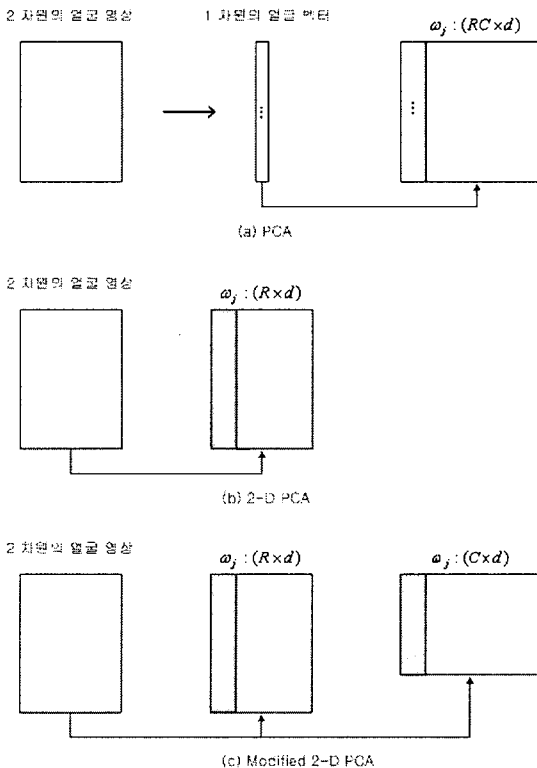 2 차원의 얼굴 영상
1 차원의 얼굴 벡터
ω_j : (RC×d)
(a) PCA
2 차원의 얼굴 영상
ω_j : (R×d)
(b) 2-D PCA
2 차원의 얼굴 영상
ω_j : (R×d)
ω_j : (C×d)
(c) Modified 2-D PCA